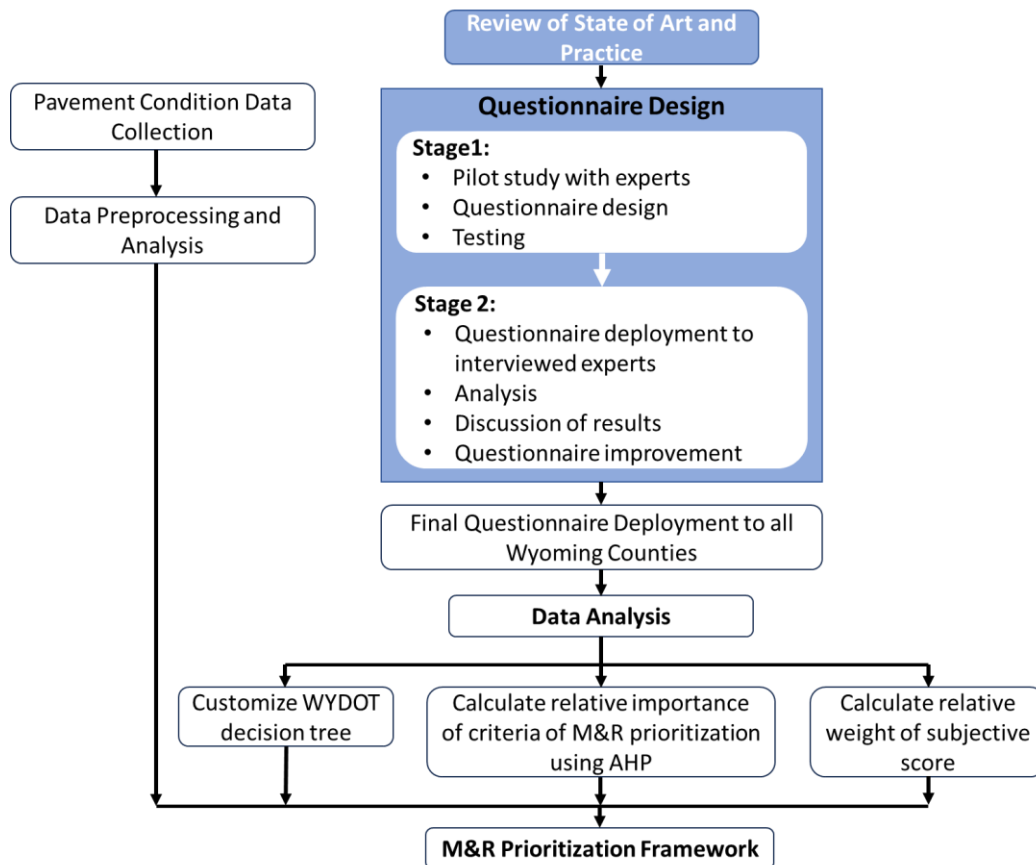 Review of State of Art and
Practice
Pavement Condition Data
Collection
Data Preprocessing and
Analysis
Questionnaire Design
Stage1:
• Pilot study with experts
• Questionnaire design
• Testing
Stage 2:
• Questionnaire deployment to
interviewed experts
• Analysis
• Discussion of results
• Questionnaire improvement
Final Questionnaire Deployment to all
Wyoming Counties
Data Analysis
Customize WYDOT
decision tree
Calculate relative importance
of criteria of M&R prioritization
using AHP
Calculate relative
weight of subjective
score
M&R Prioritization Framework